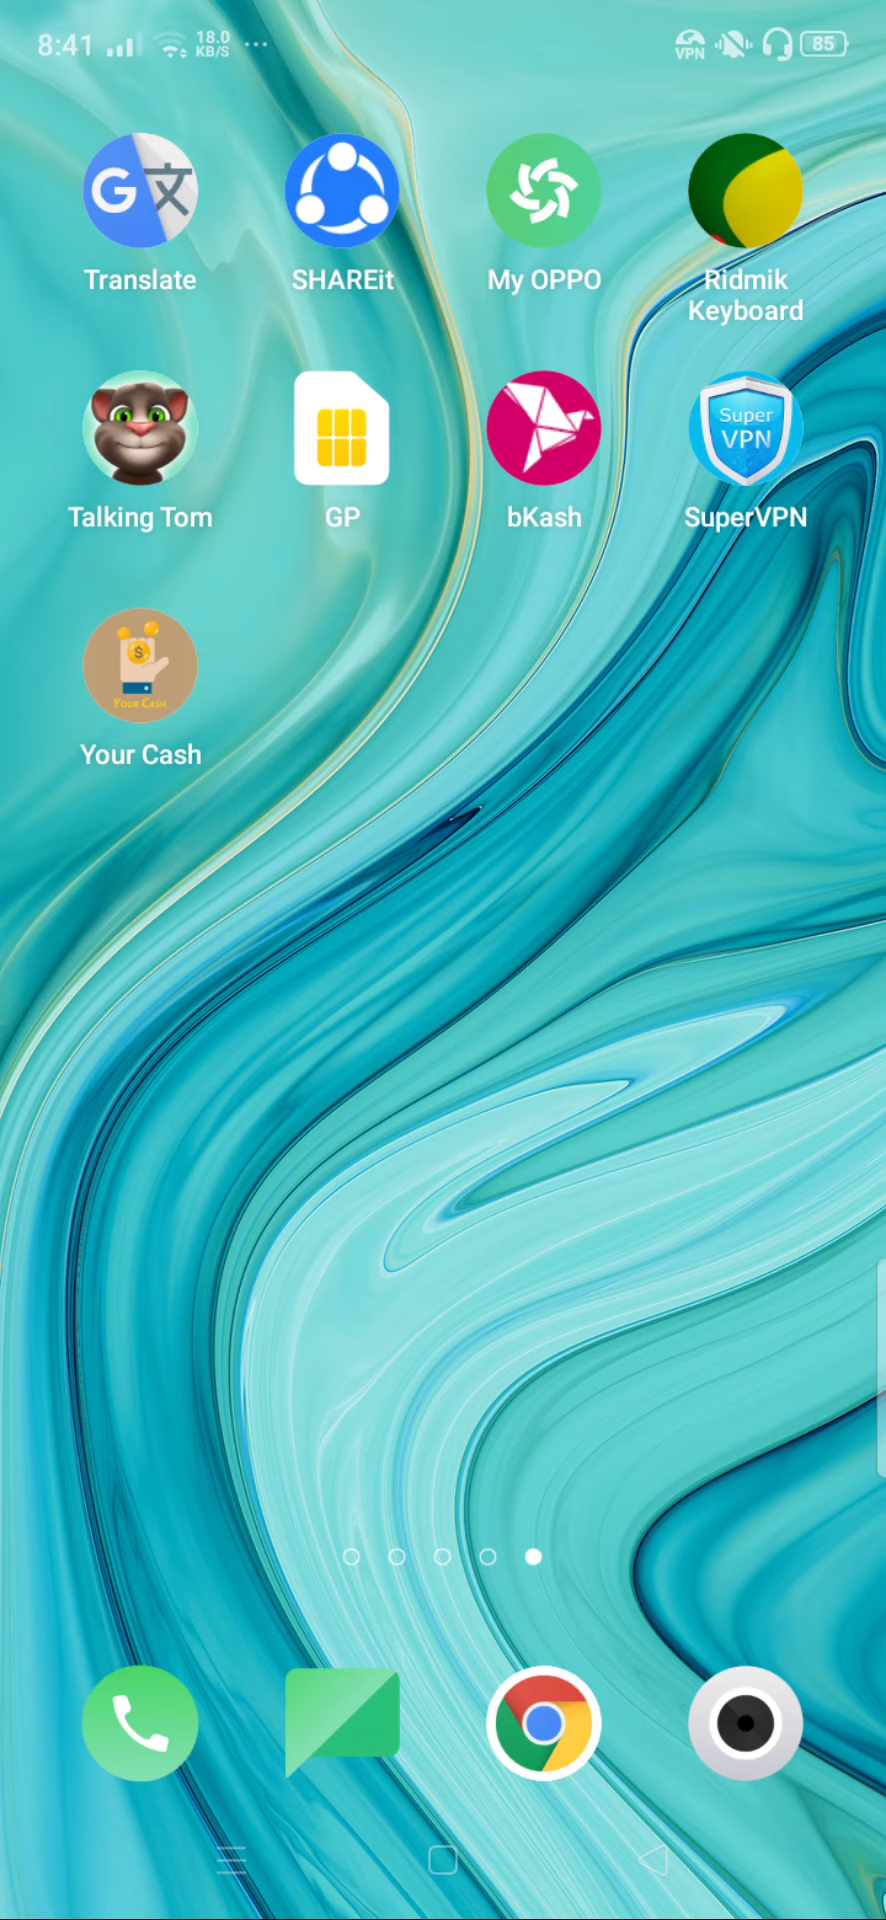 8:41 18.0 KB/S ... VPN 85
G 文
Translate SHAREit My OPPO Ridmik Keyboard
Super VPN
Talking Tom GP bKash SuperVPN
$
YOUR CASH
Your Cash